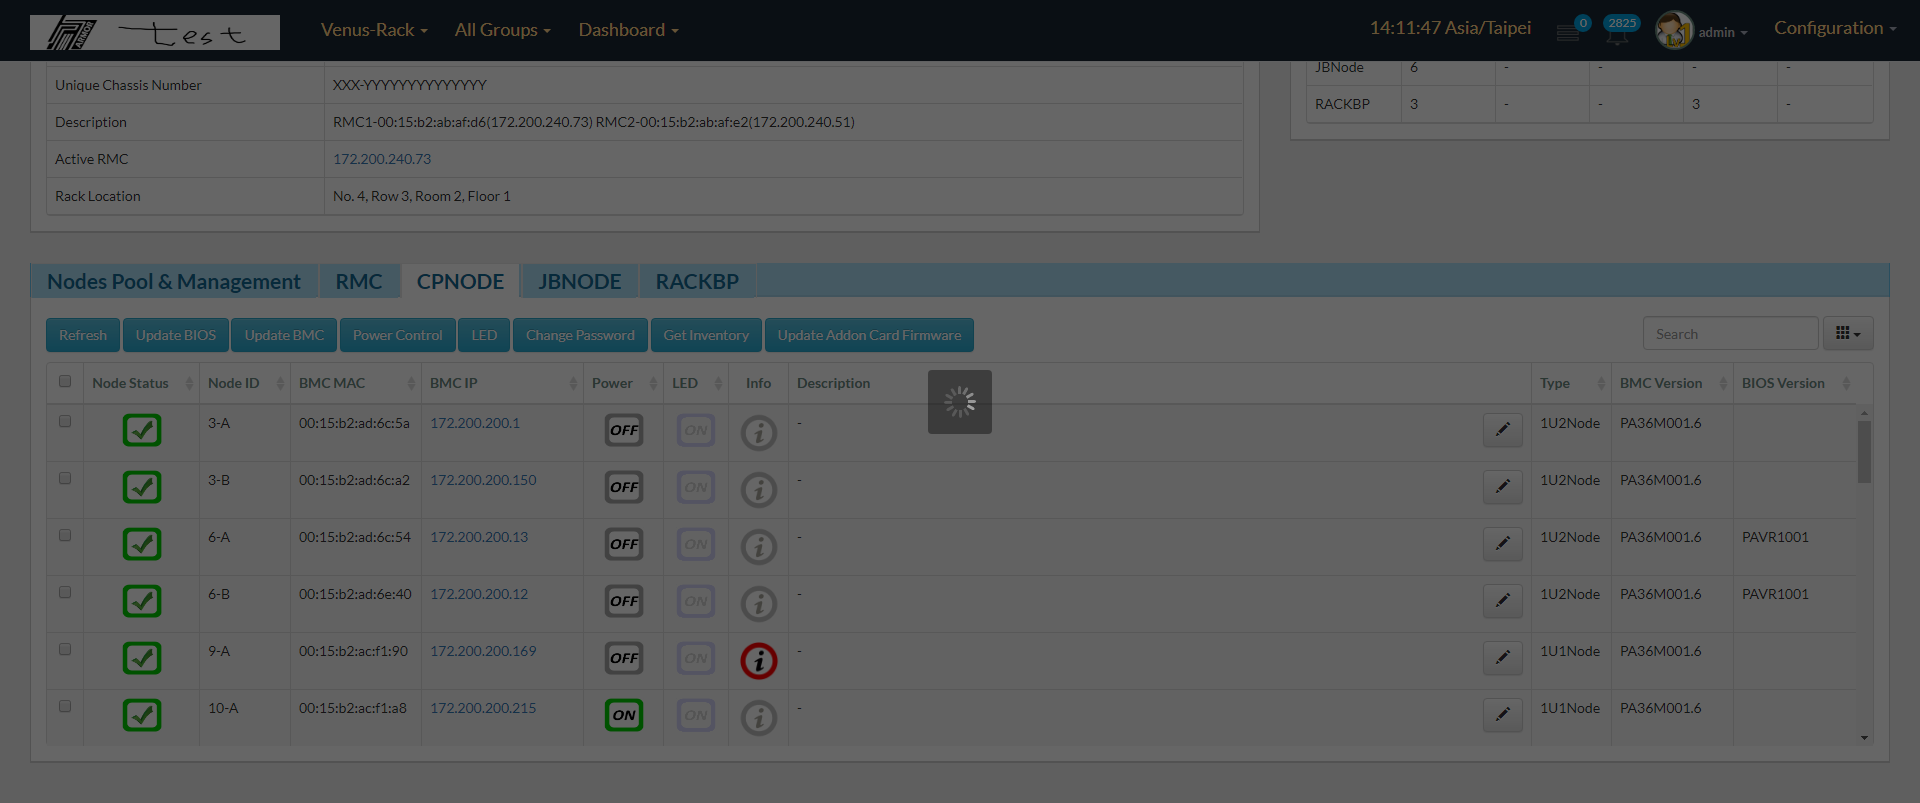 ARMOR test Venus-Rack All Groups Dashboard 14:11:47 Asia/Taipei 0 2825 admin Configuration
JBNode 6 - - - -
Unique Chassis Number XXX-YYYYYYYYYYYYYY
RACKBP 3 - - 3 -
Description RMC1-00:15:b2:ab:af:d6(172.200.240.73) RMC2-00:15:b2:ab:af:e2(172.200.240.51)
Active RMC 172.200.240.73
Rack Location No. 4, Row 3, Room 2, Floor 1
Nodes Pool & Management RMC CPNODE JBNODE RACKBP
Refresh Update BIOS Update BMC Power Control LED Change Password Get Inventory Update Addon Card Firmware Search
Node Status Node ID BMC MAC BMC IP Power LED Info Description Type BMC Version BIOS Version
3-A 00:15:b2:ad:6c:5a 172.200.200.1 OFF ON i - 1U2Node PA36M001.6
3-B 00:15:b2:ad:6c:a2 172.200.200.150 OFF ON i - 1U2Node PA36M001.6
6-A 00:15:b2:ad:6c:54 172.200.200.13 OFF ON i - 1U2Node PA36M001.6 PAVR1001
6-B 00:15:b2:ad:6e:40 172.200.200.12 OFF ON i - 1U2Node PA36M001.6 PAVR1001
9-A 00:15:b2:ac:f1:90 172.200.200.169 OFF ON i - 1U1Node PA36M001.6
10-A 00:15:b2:ac:f1:a8 172.200.200.215 ON ON i - 1U1Node PA36M001.6